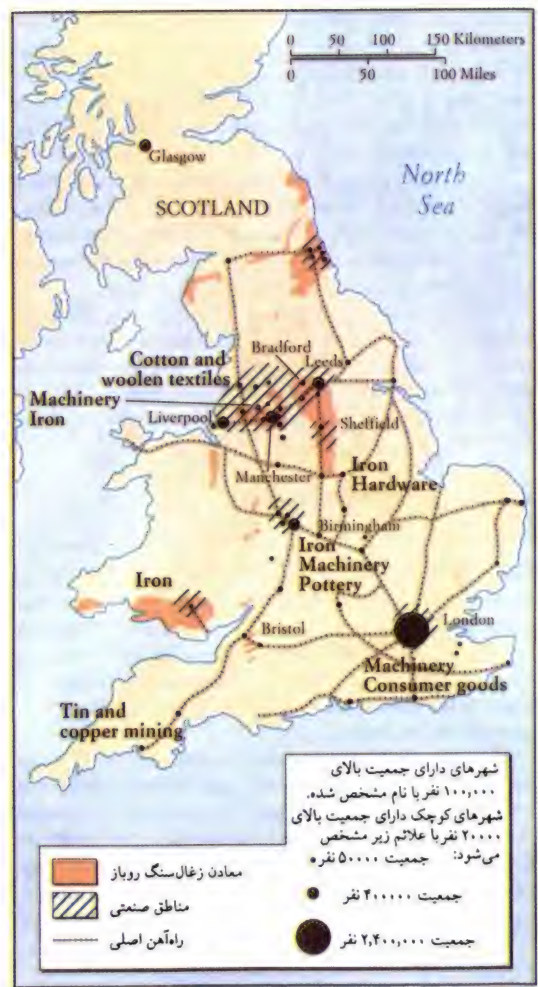 0 50 100 150 Kilometers
0 50 100 Miles
Glasgow
North
Sea
SCOTLAND
Bradford
Leeds
Cotton and
woolen textiles
Machinery
Iron
Liverpool
Sheffield
Manchester
Iron
Hardware
Birmingham
Iron
Machinery
Pottery
Iron
Bristol
London
Machinery
Consumer goods
Tin and
copper mining
شهرهای دارای جمعیت بالای
۱۰۰,۰۰۰ نفر با نام مشخص شده.
شهرهای کوچک دارای جمعیت بالای
۲۰۰۰۰ نفر با علائم زیر مشخص
می‌شود:
جمعیت ۵۰۰۰۰ نفر
جمعیت ۴۰۰۰۰۰ نفر
جمعیت ۲,۴۰۰,۰۰۰ نفر
معادن زغال‌سنگ روباز
مناطق صنعتی
راه‌آهن اصلی